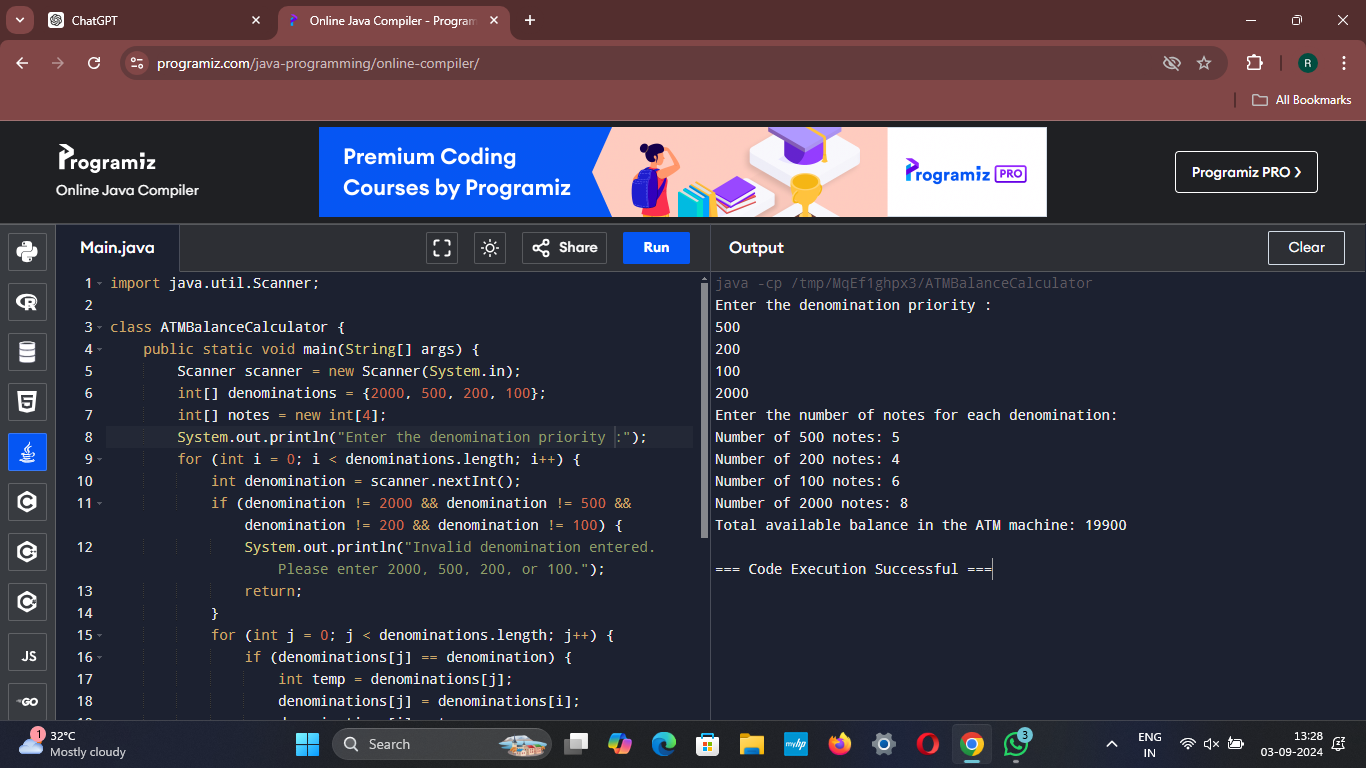 ChatGPT
Online Java Compiler - Program
programiz.com/java-programming/online-compiler/
R
All Bookmarks
Programiz
Online Java Compiler
Premium Coding
Courses by Programiz
Programiz PRO
Programiz PRO ❯
Main.java
Share
Run
Output
Clear
1 import java.util.Scanner;
2
3 class ATMBalanceCalculator {
4 public static void main(String[] args) {
5 Scanner scanner = new Scanner(System.in);
6 int[] denominations = {2000, 500, 200, 100};
7 int[] notes = new int[4];
8 System.out.println("Enter the denomination priority :");
9 for (int i = 0; i < denominations.length; i++) {
10 int denomination = scanner.nextInt();
11 if (denomination != 2000 && denomination != 500 &&
denomination != 200 && denomination != 100) {
12 System.out.println("Invalid denomination entered.
Please enter 2000, 500, 200, or 100.");
13 return;
14 }
15 for (int j = 0; j < denominations.length; j++) {
16 if (denominations[j] == denomination) {
17 int temp = denominations[j];
18 denominations[j] = denominations[i];
JS
GO
java -cp /tmp/MqEf1ghpx3/ATMBalanceCalculator
Enter the denomination priority :
500
200
100
2000
Enter the number of notes for each denomination:
Number of 500 notes: 5
Number of 200 notes: 4
Number of 100 notes: 6
Number of 2000 notes: 8
Total available balance in the ATM machine: 19900
=== Code Execution Successful ===
1
32°C
Mostly cloudy
Search
myhp
3
ENG
IN
13:28
03-09-2024